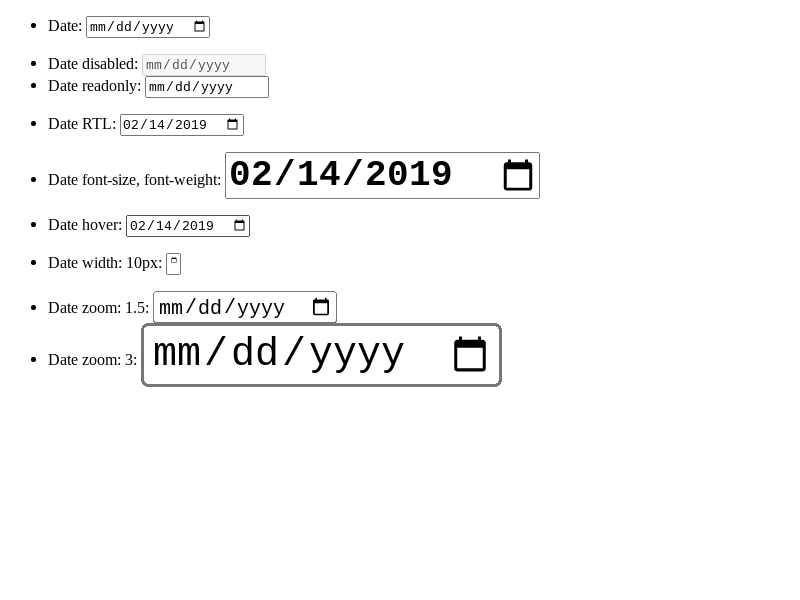 Date: mm/dd/yyyy
Date disabled: mm/dd/yyyy
Date readonly: mm/dd/yyyy
Date RTL: 02/14/2019
Date font-size, font-weight: 02/14/2019
Date hover: 02/14/2019
Date width: 10px:
Date zoom: 1.5: mm/dd/yyyy
Date zoom: 3: mm/dd/yyyy